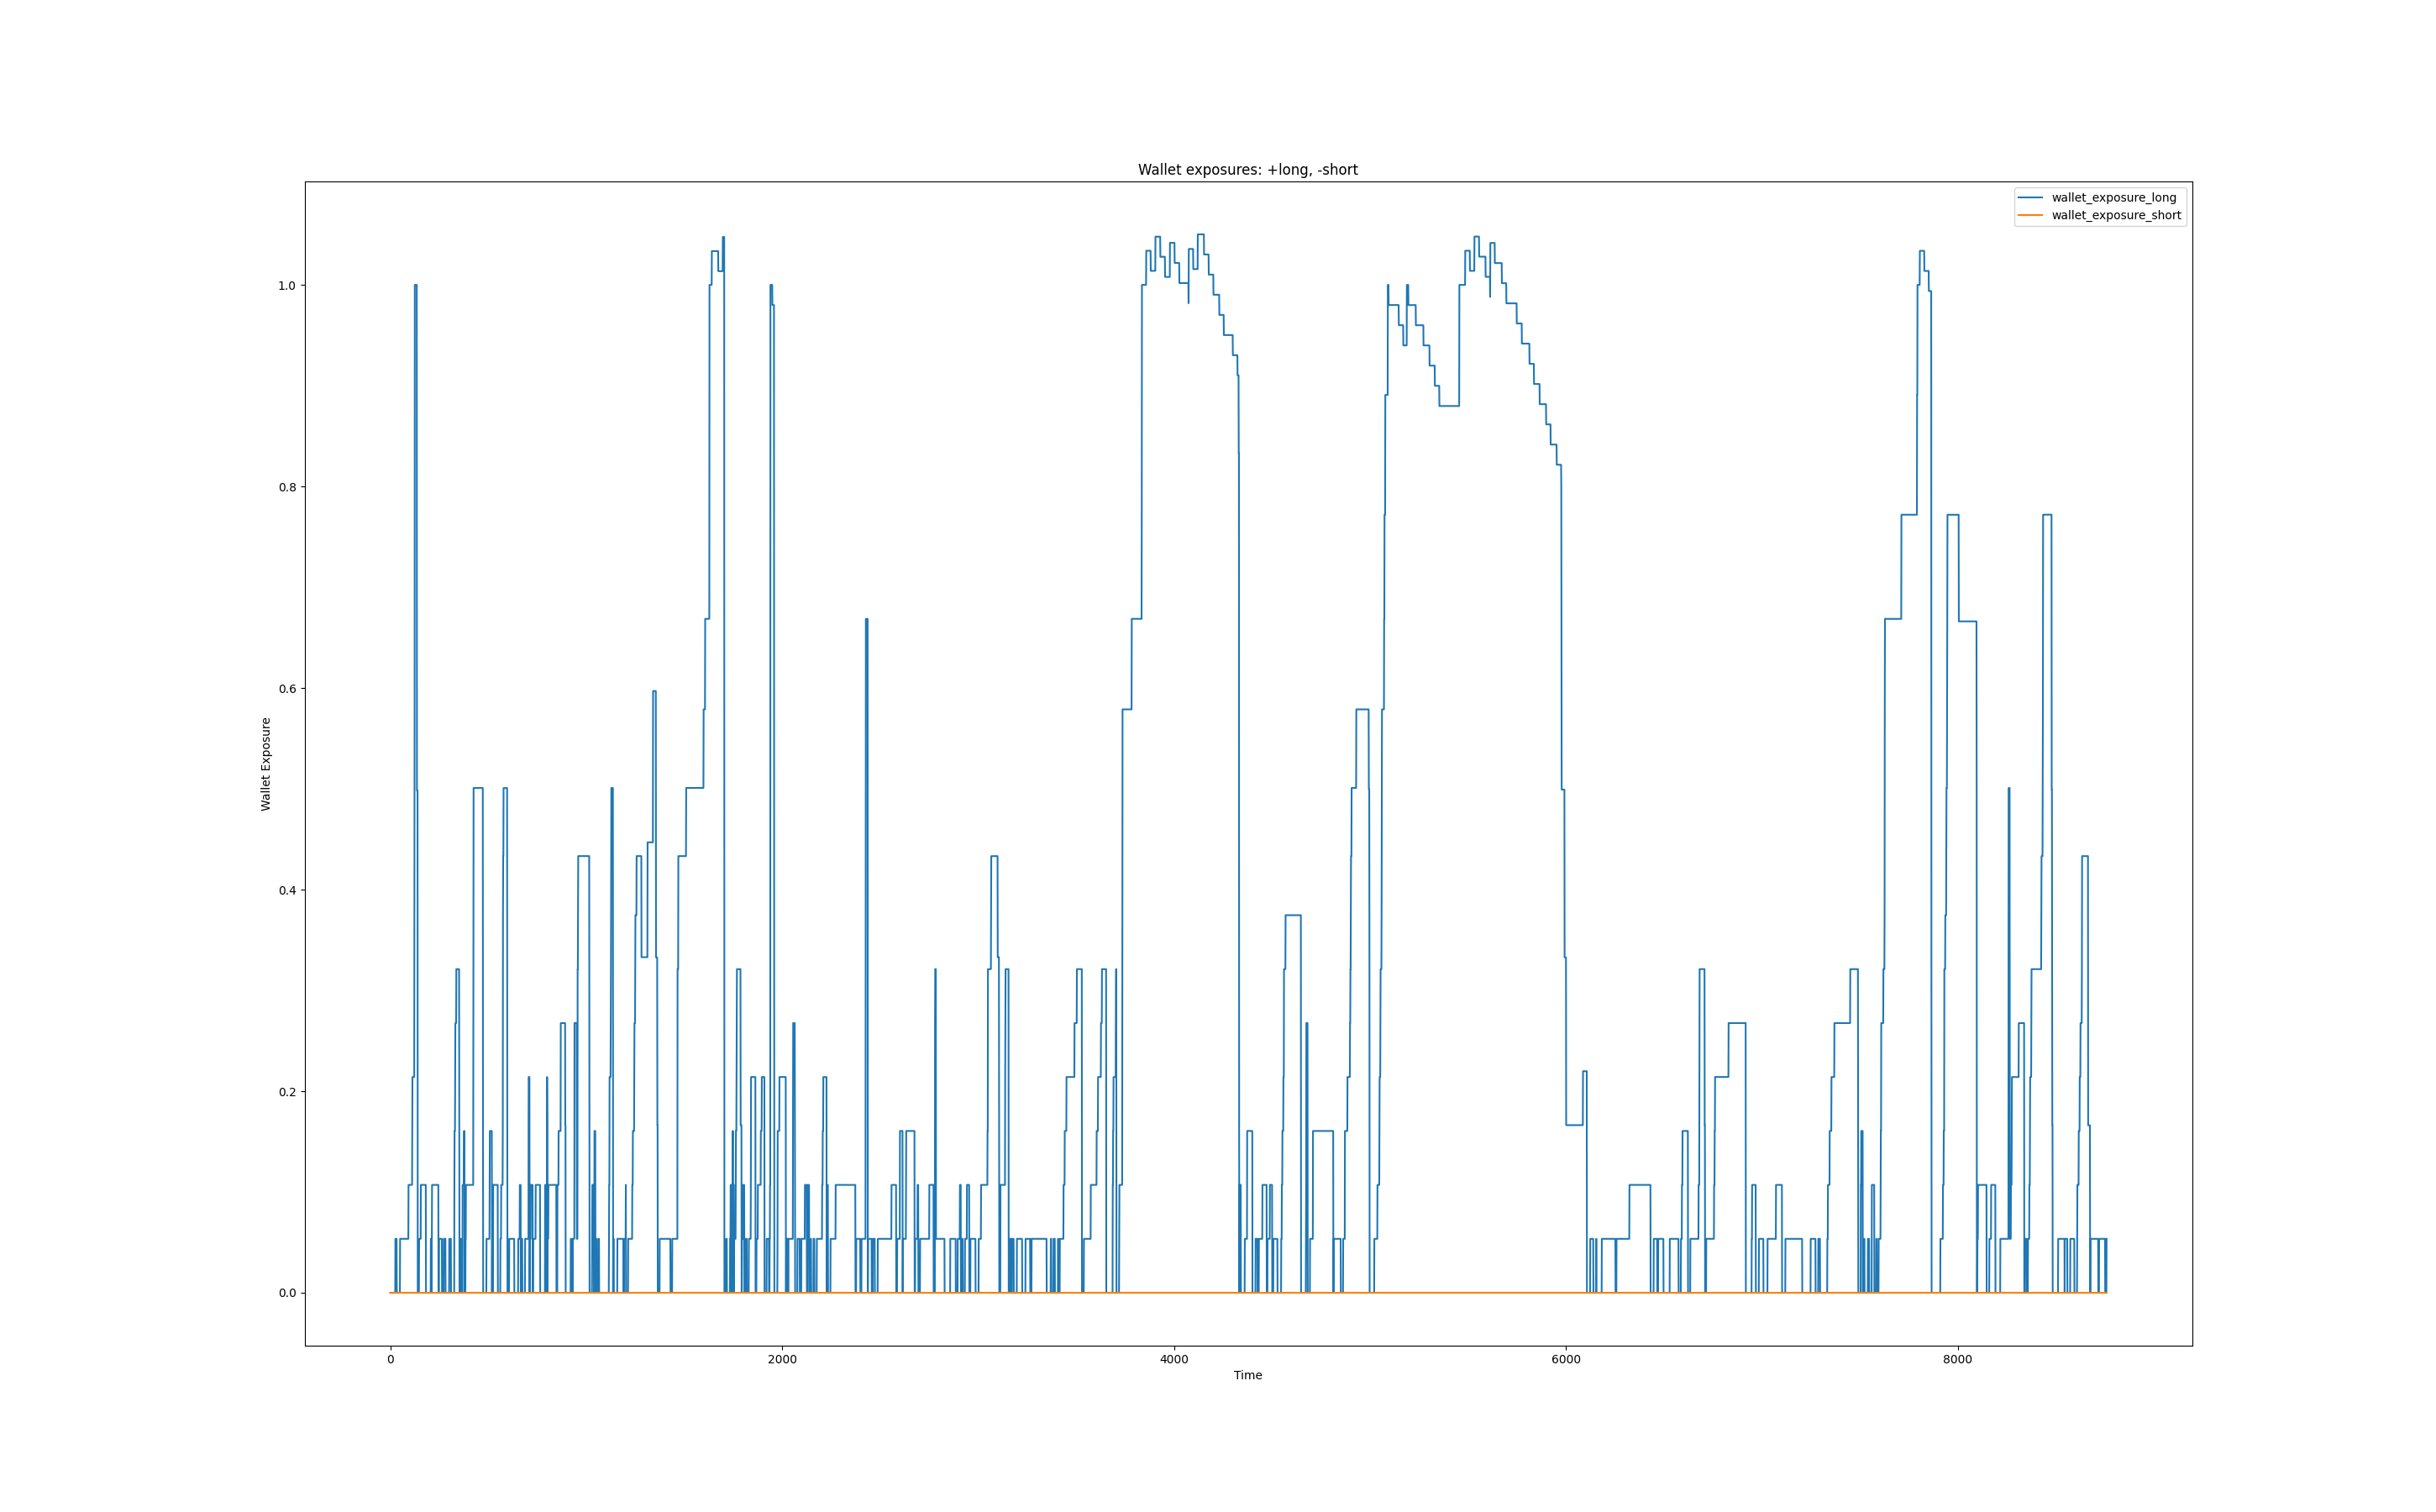 Wallet exposures: +long, -short
wallet_exposure_long
wallet_exposure_short
1.0
0.8
0.6
0.4
0.2
0.0
Wallet Exposure
0 2000 4000 6000 8000
Time